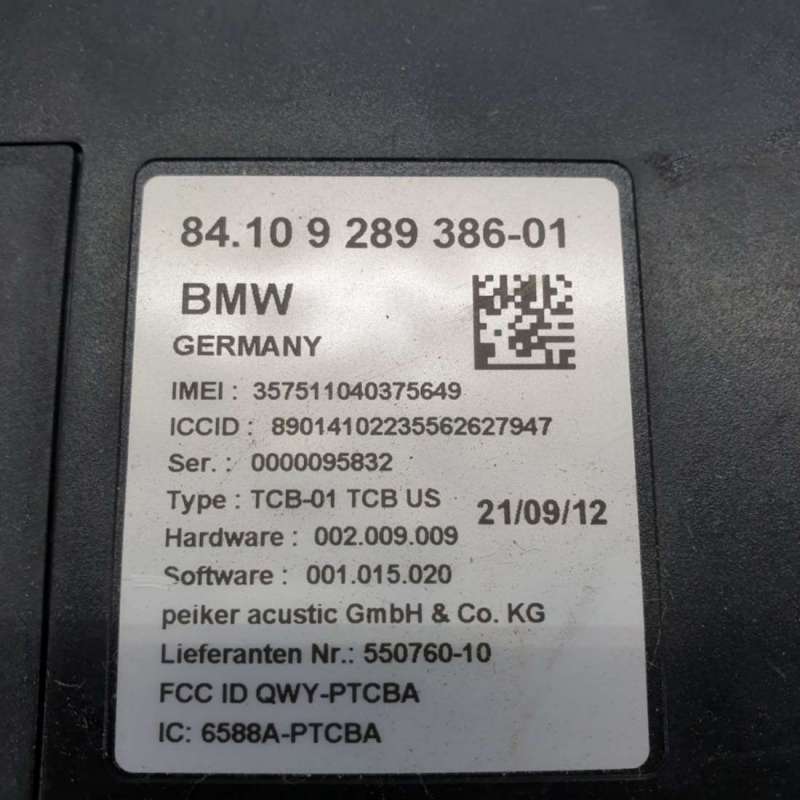 84.10 9 289 386-01
BMW
GERMANY
IMEI : 357511040375649
ICCID : 89014102235562627947
Ser. : 0000095832
Type : TCB-01 TCB US
21/09/12
Hardware : 002.009.009
Software : 001.015.020
peiker acustic GmbH & Co. KG
Lieferanten Nr.: 550760-10
FCC ID QWY-PTCBA
IC: 6588A-PTCBA